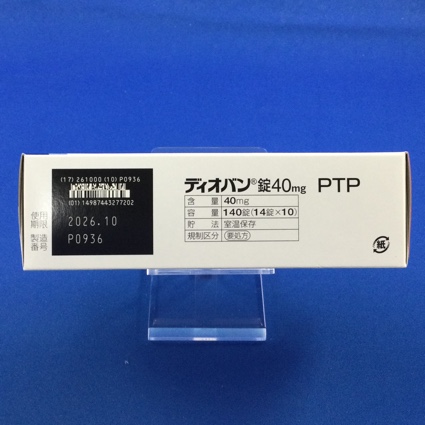 (17) 261000 (10) P0936
(01) 14987443277202
使用
期限
2026.10
製造
番号
P0936
ディオバン®錠40mg PTP
含 量 40mg
容 量 140錠(14錠×10)
貯 法 室温保存
規制区分 要処方
紙